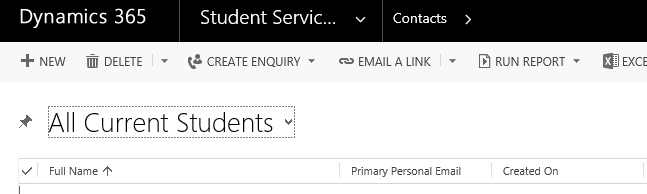 Dynamics 365 Student Servic... Contacts
NEW DELETE CREATE ENQUIRY EMAIL A LINK RUN REPORT EXCE
All Current Students
Full Name Primary Personal Email Created On